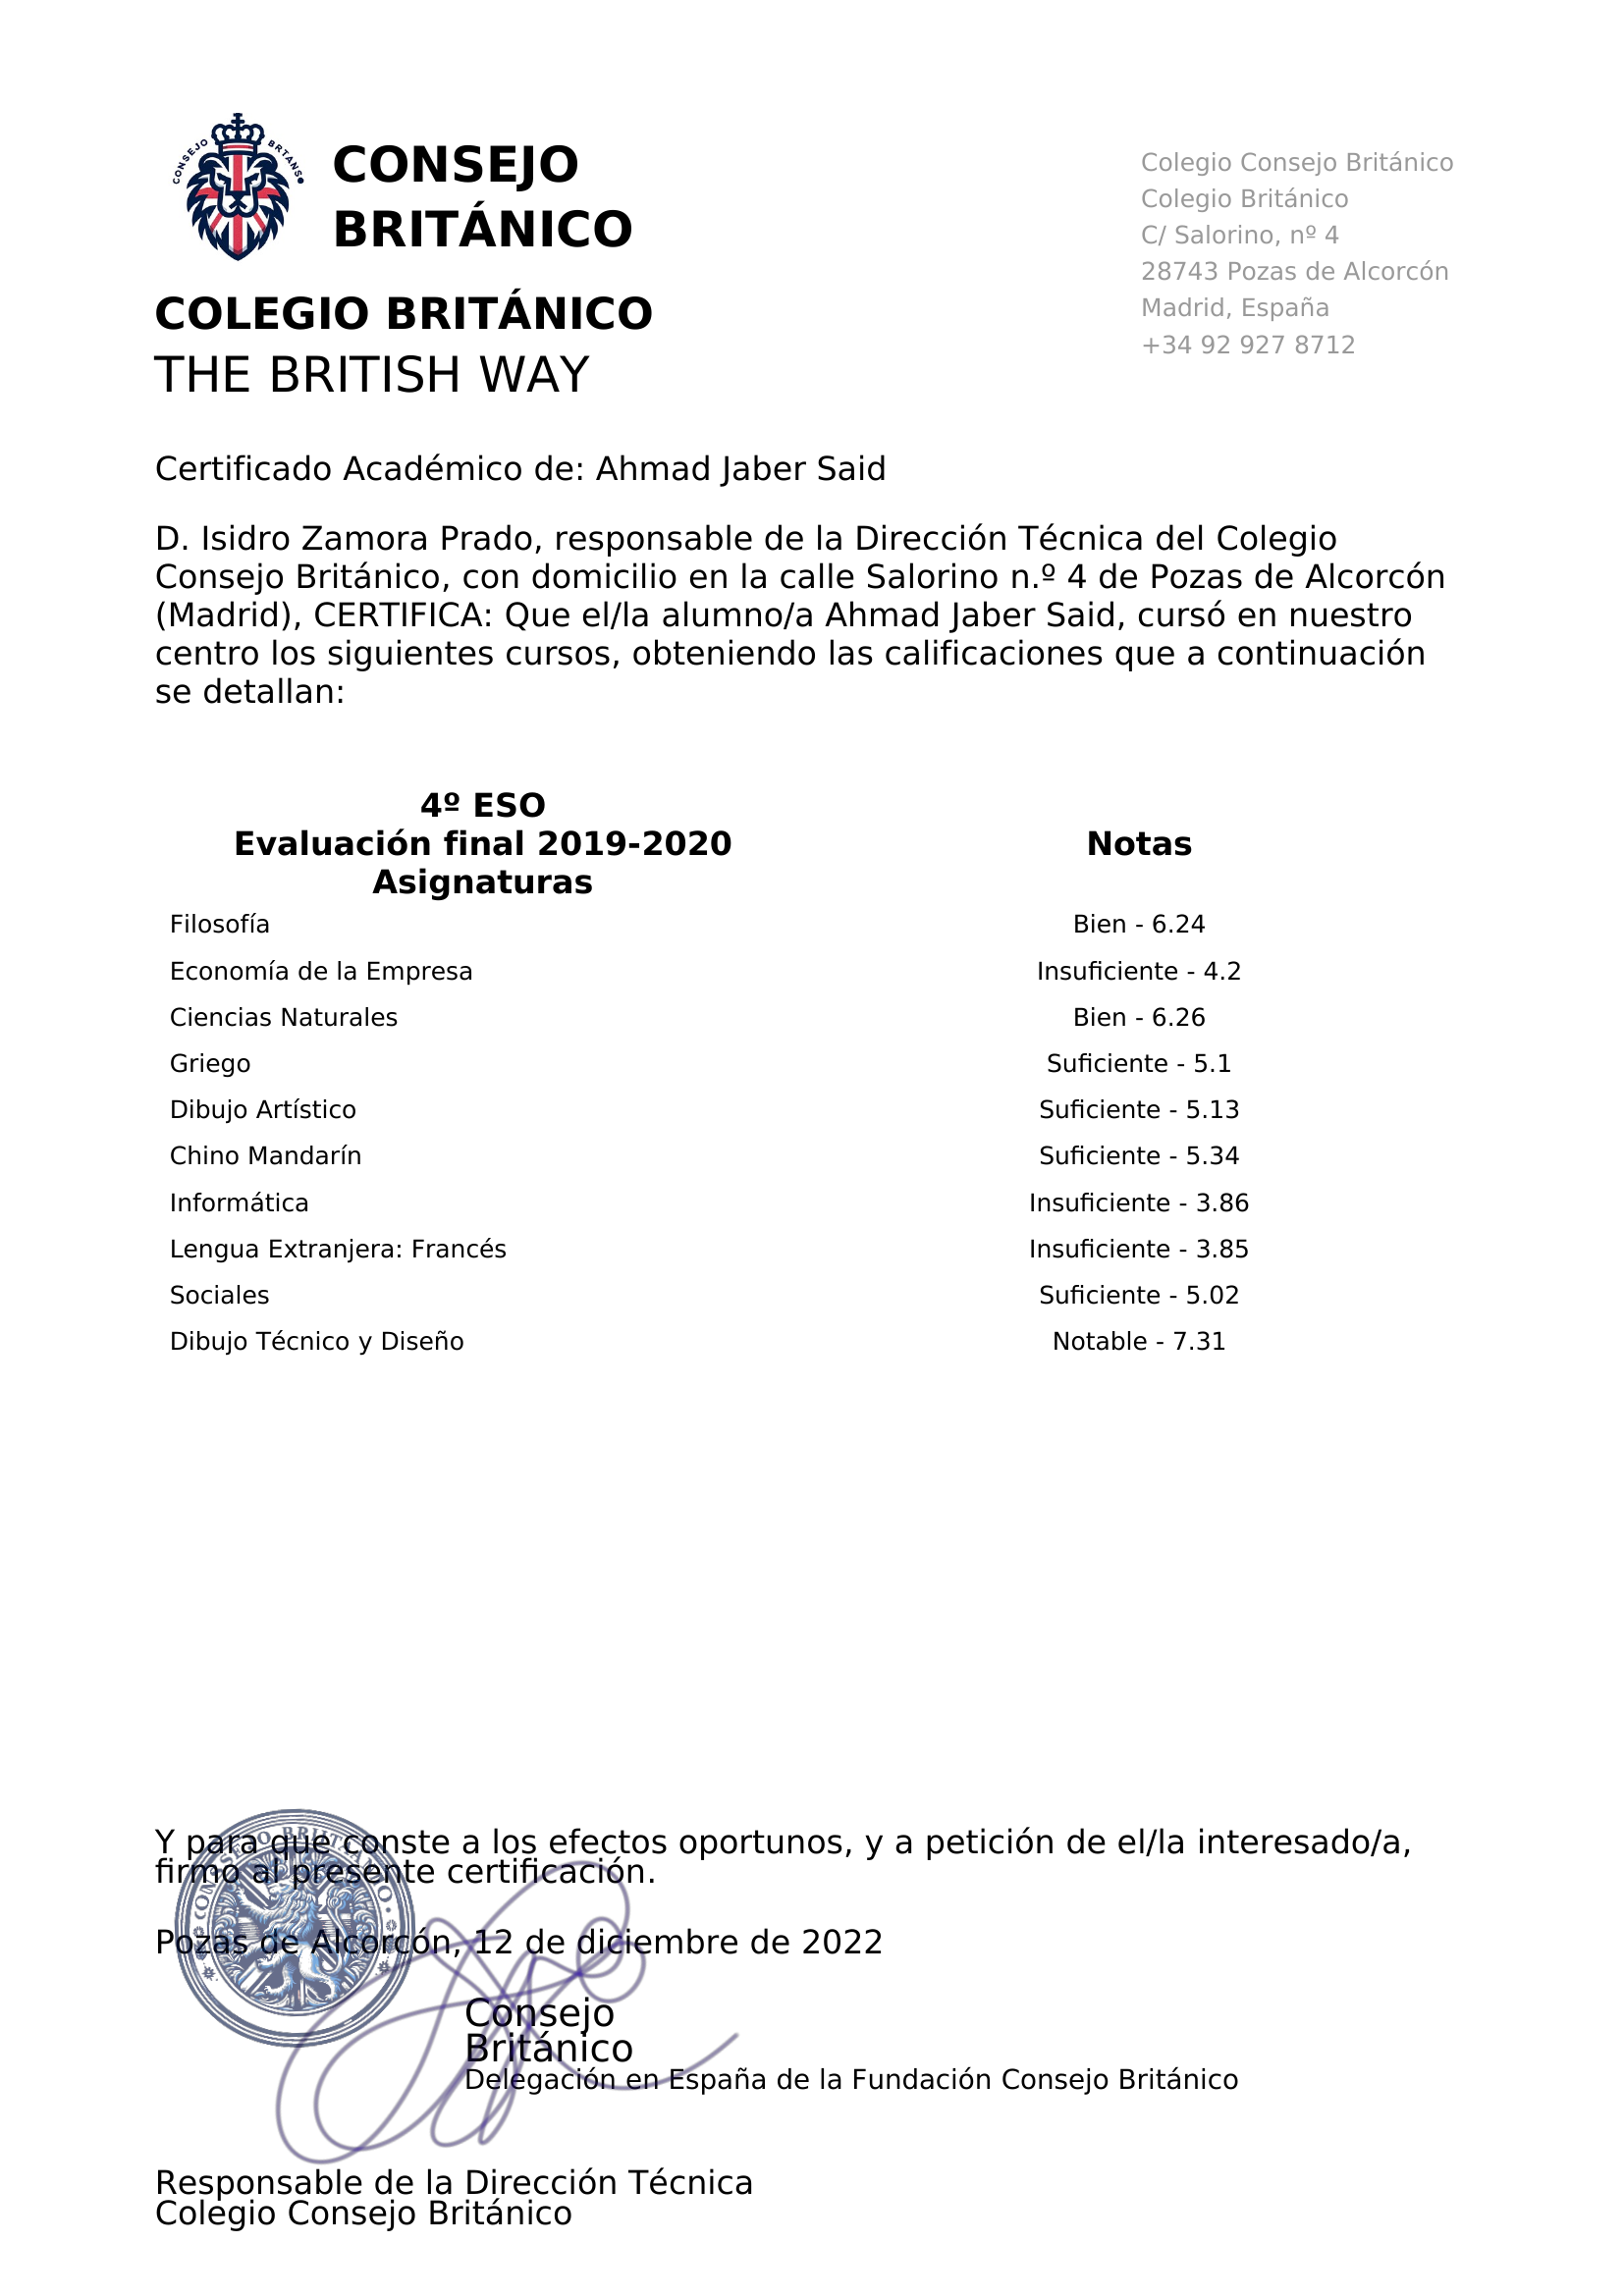 CONSEJO BRTANS
CONSEJO
BRITÁNICO
COLEGIO BRITÁNICO
THE BRITISH WAY
Colegio Consejo Británico
Colegio Británico
C/ Salorino, nº 4
28743 Pozas de Alcorcón
Madrid, España
+34 92 927 8712
Certificado Académico de: Ahmad Jaber Said
D. Isidro Zamora Prado, responsable de la Dirección Técnica del Colegio
Consejo Británico, con domicilio en la calle Salorino n.º 4 de Pozas de Alcorcón
(Madrid), CERTIFICA: Que el/la alumno/a Ahmad Jaber Said, cursó en nuestro
centro los siguientes cursos, obteniendo las calificaciones que a continuación
se detallan:
4º ESO
Evaluación final 2019-2020 Notas
Asignaturas
Filosofía Bien - 6.24
Economía de la Empresa Insuficiente - 4.2
Ciencias Naturales Bien - 6.26
Griego Suficiente - 5.1
Dibujo Artístico Suficiente - 5.13
Chino Mandarín Suficiente - 5.34
Informática Insuficiente - 3.86
Lengua Extranjera: Francés Insuficiente - 3.85
Sociales Suficiente - 5.02
Dibujo Técnico y Diseño Notable - 7.31
Y para que conste a los efectos oportunos, y a petición de el/la interesado/a,
firmo al presente certificación.
Pozas de Alcorcón, 12 de diciembre de 2022
Consejo
Británico
Delegación en España de la Fundación Consejo Británico
Responsable de la Dirección Técnica
Colegio Consejo Británico